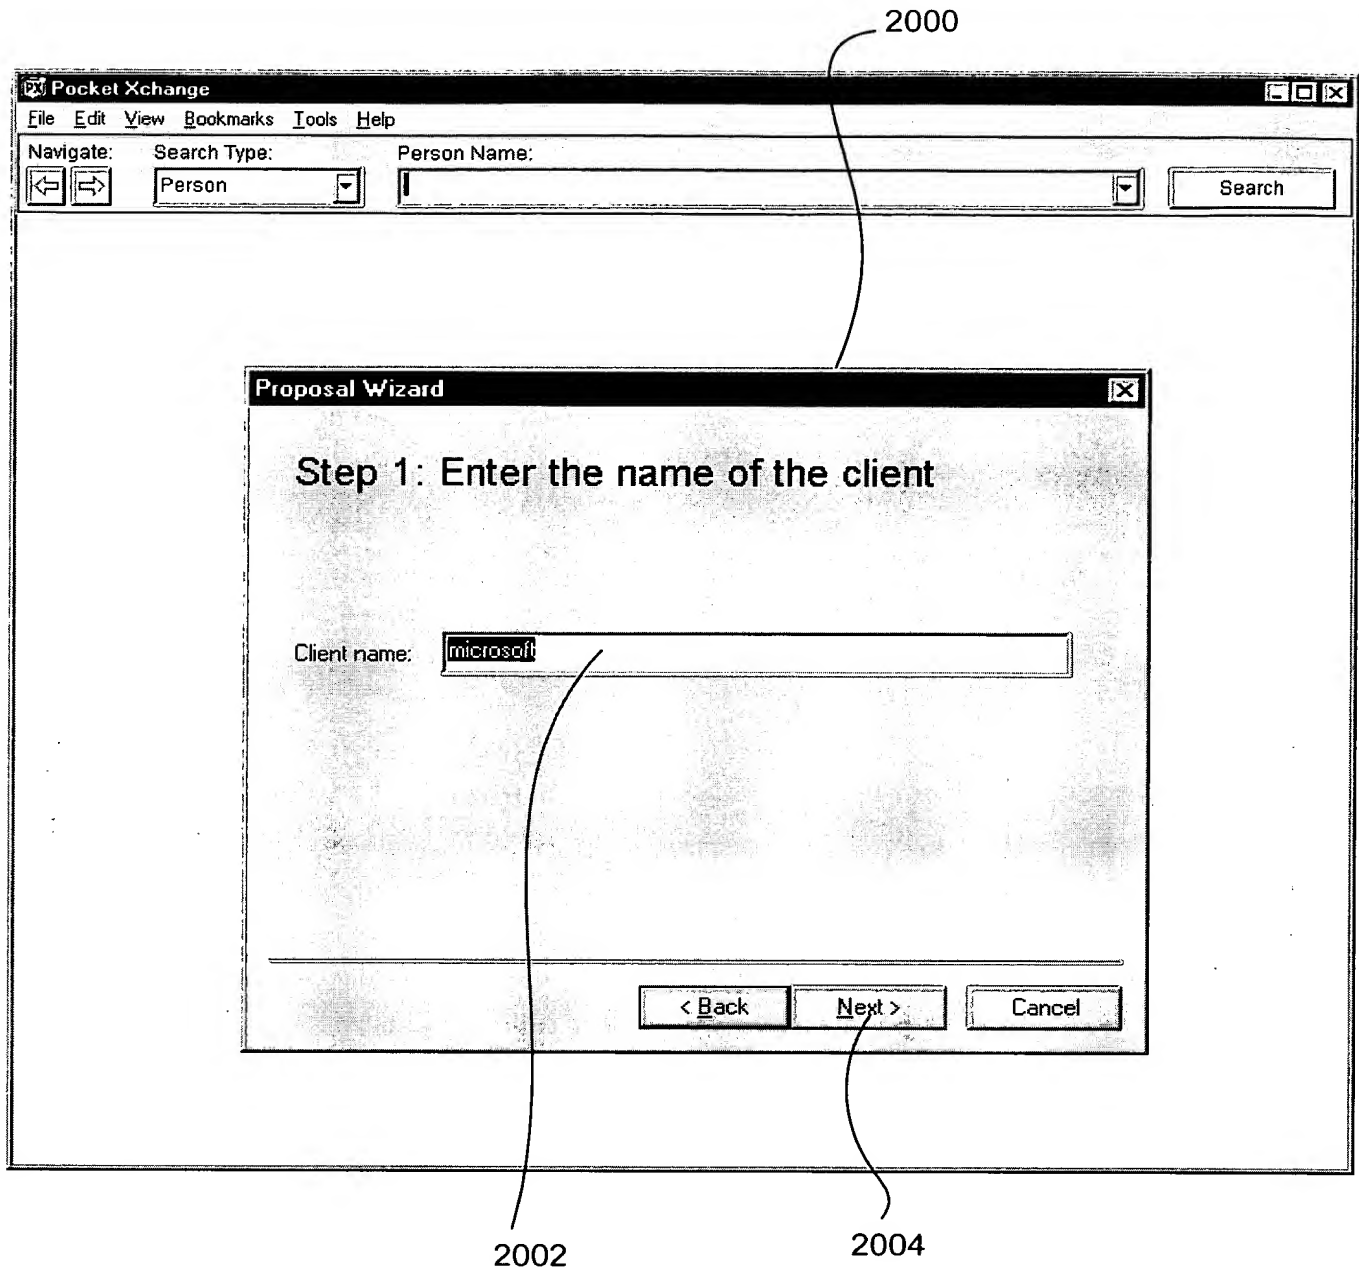 2000
PX Pocket Xchange
File Edit View Bookmarks Tools Help
Navigate: Search Type: Person Name:
Person Search
Proposal Wizard
Step 1: Enter the name of the client
Client name: microsoft
< Back Next > Cancel
2002 2004